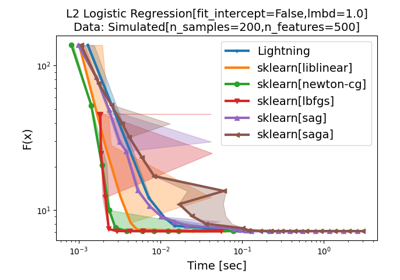 L2 Logistic Regression[fit_intercept=False,lmbd=1.0]
Data: Simulated[n_samples=200,n_features=500]
Lightning
sklearn[liblinear]
sklearn[newton-cg]
sklearn[lbfgs]
sklearn[sag]
sklearn[saga]
F(x)
10²
10¹
10⁻³
10⁻²
10⁻¹
10⁰
Time [sec]